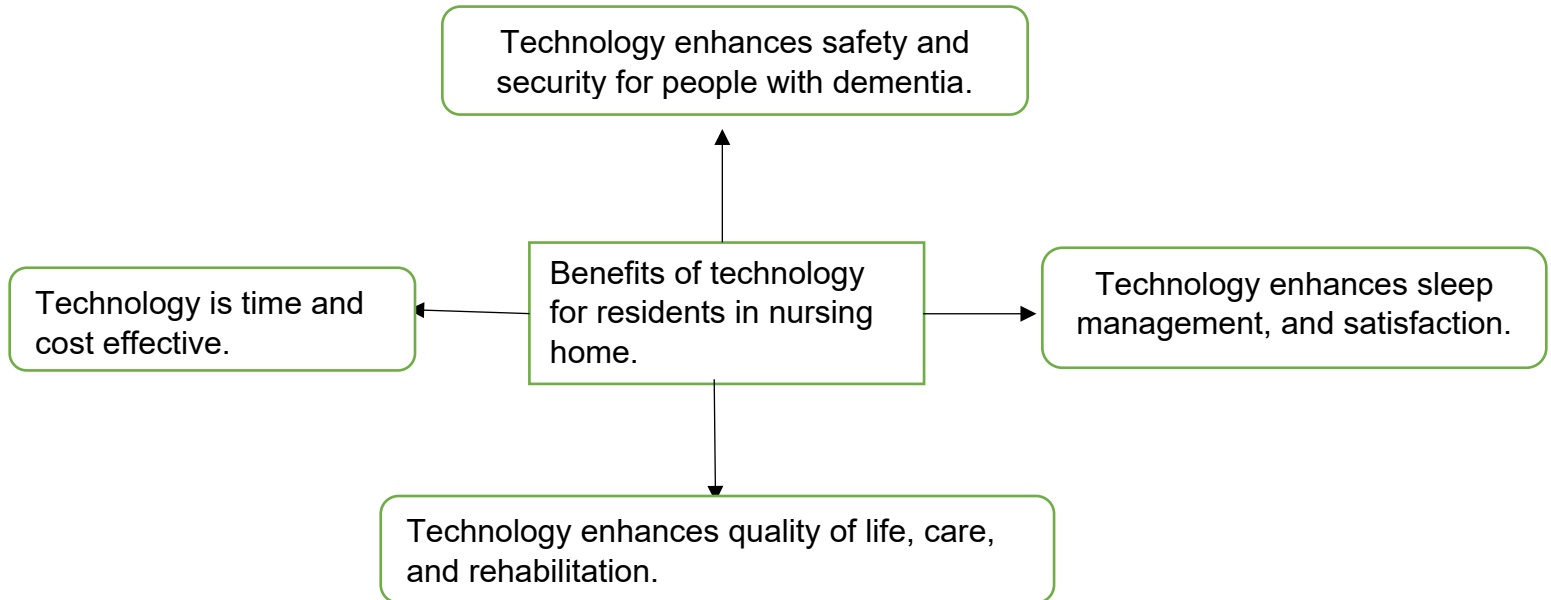 Technology enhances safety and
security for people with dementia.
Technology is time and
cost effective.
Benefits of technology
for residents in nursing
home.
Technology enhances sleep
management, and satisfaction.
Technology enhances quality of life, care,
and rehabilitation.